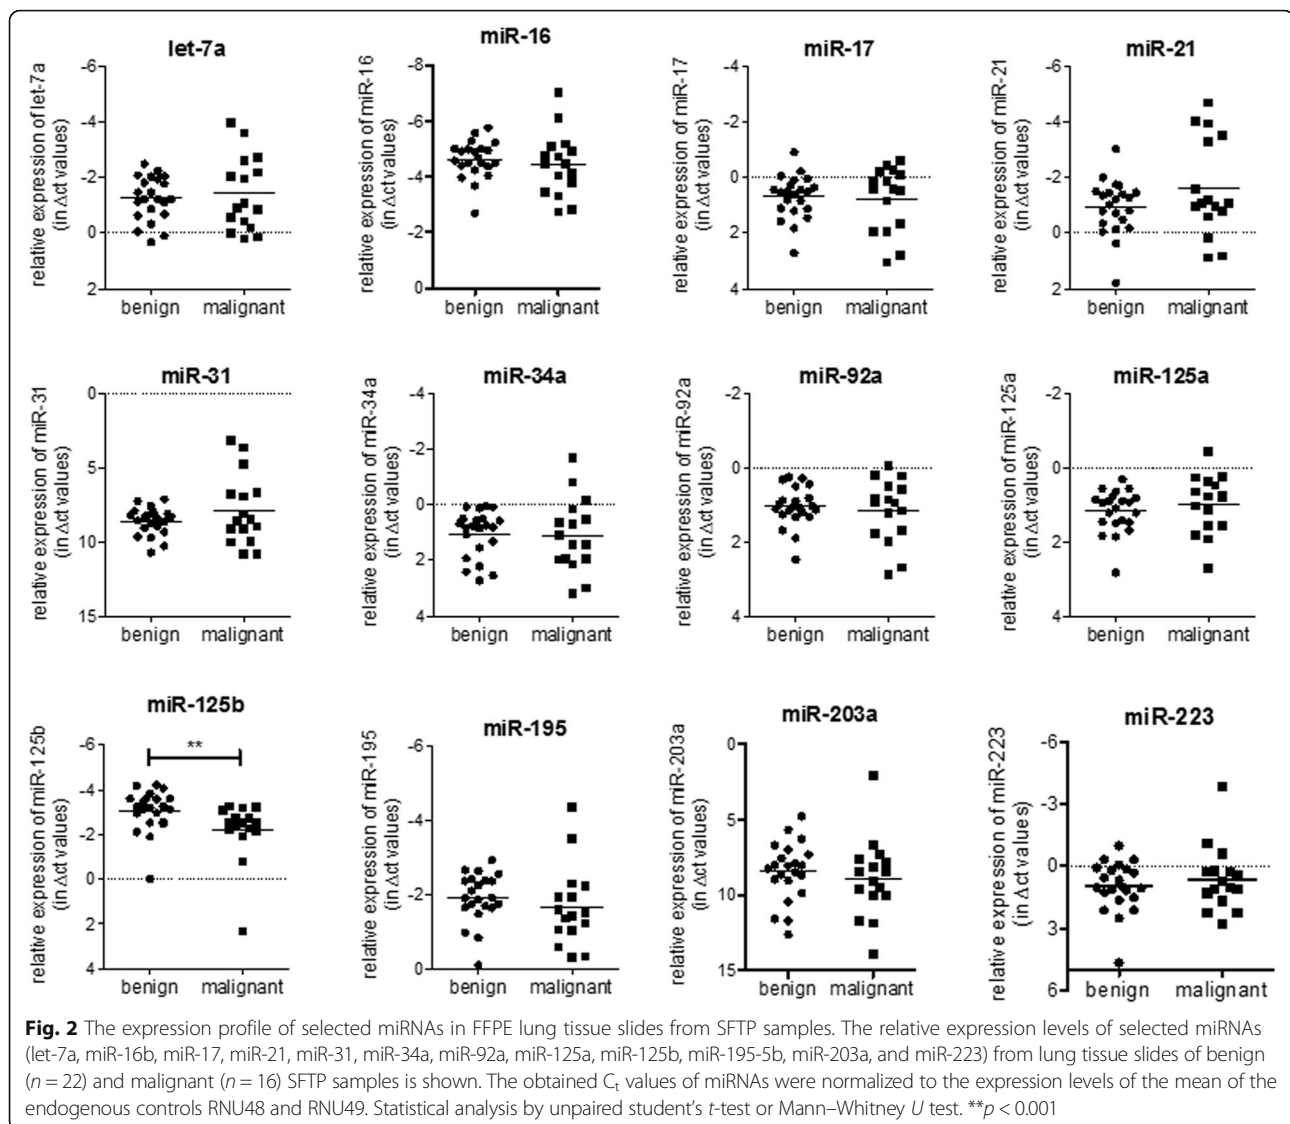 let-7a
relative expression of let-7a
(in Δct values)
-6
-4
-2
0
2
benign malignant
miR-16
relative expression of miR-16
(in Δct values)
-8
-6
-4
-2
0
benign malignant
miR-17
relative expression of miR-17
(in Δct values)
-4
-2
0
2
4
benign malignant
miR-21
relative expression of miR-21
(in Δct values)
-6
-4
-2
0
2
benign malignant
miR-31
relative expression of miR-31
(in Δct values)
0
5
10
15
benign malignant
miR-34a
relative expression of miR-34a
(in Δct values)
-4
-2
0
2
4
benign malignant
miR-92a
relative expression of miR-92a
(in Δct values)
-2
0
2
4
benign malignant
miR-125a
relative expression of miR-125a
(in Δct values)
-2
0
2
4
benign malignant
miR-125b
relative expression of miR-125b
(in Δct values)
-6
-4
-2
0
2
4
**
benign malignant
miR-195
relative expression of miR-195
(in Δct values)
-6
-4
-2
0
benign malignant
miR-203a
relative expression of miR-203a
(in Δct values)
0
5
10
15
benign malignant
miR-223
relative expression of miR-223
(in Δct values)
-6
-3
0
3
6
benign malignant
Fig. 2 The expression profile of selected miRNAs in FFPE lung tissue slides from SFTP samples. The relative expression levels of selected miRNAs
(let-7a, miR-16b, miR-17, miR-21, miR-31, miR-34a, miR-92a, miR-125a, miR-125b, miR-195-5b, miR-203a, and miR-223) from lung tissue slides of benign
(n = 22) and malignant (n = 16) SFTP samples is shown. The obtained Ct values of miRNAs were normalized to the expression levels of the mean of the
endogenous controls RNU48 and RNU49. Statistical analysis by unpaired student's t-test or Mann–Whitney U test. **p < 0.001